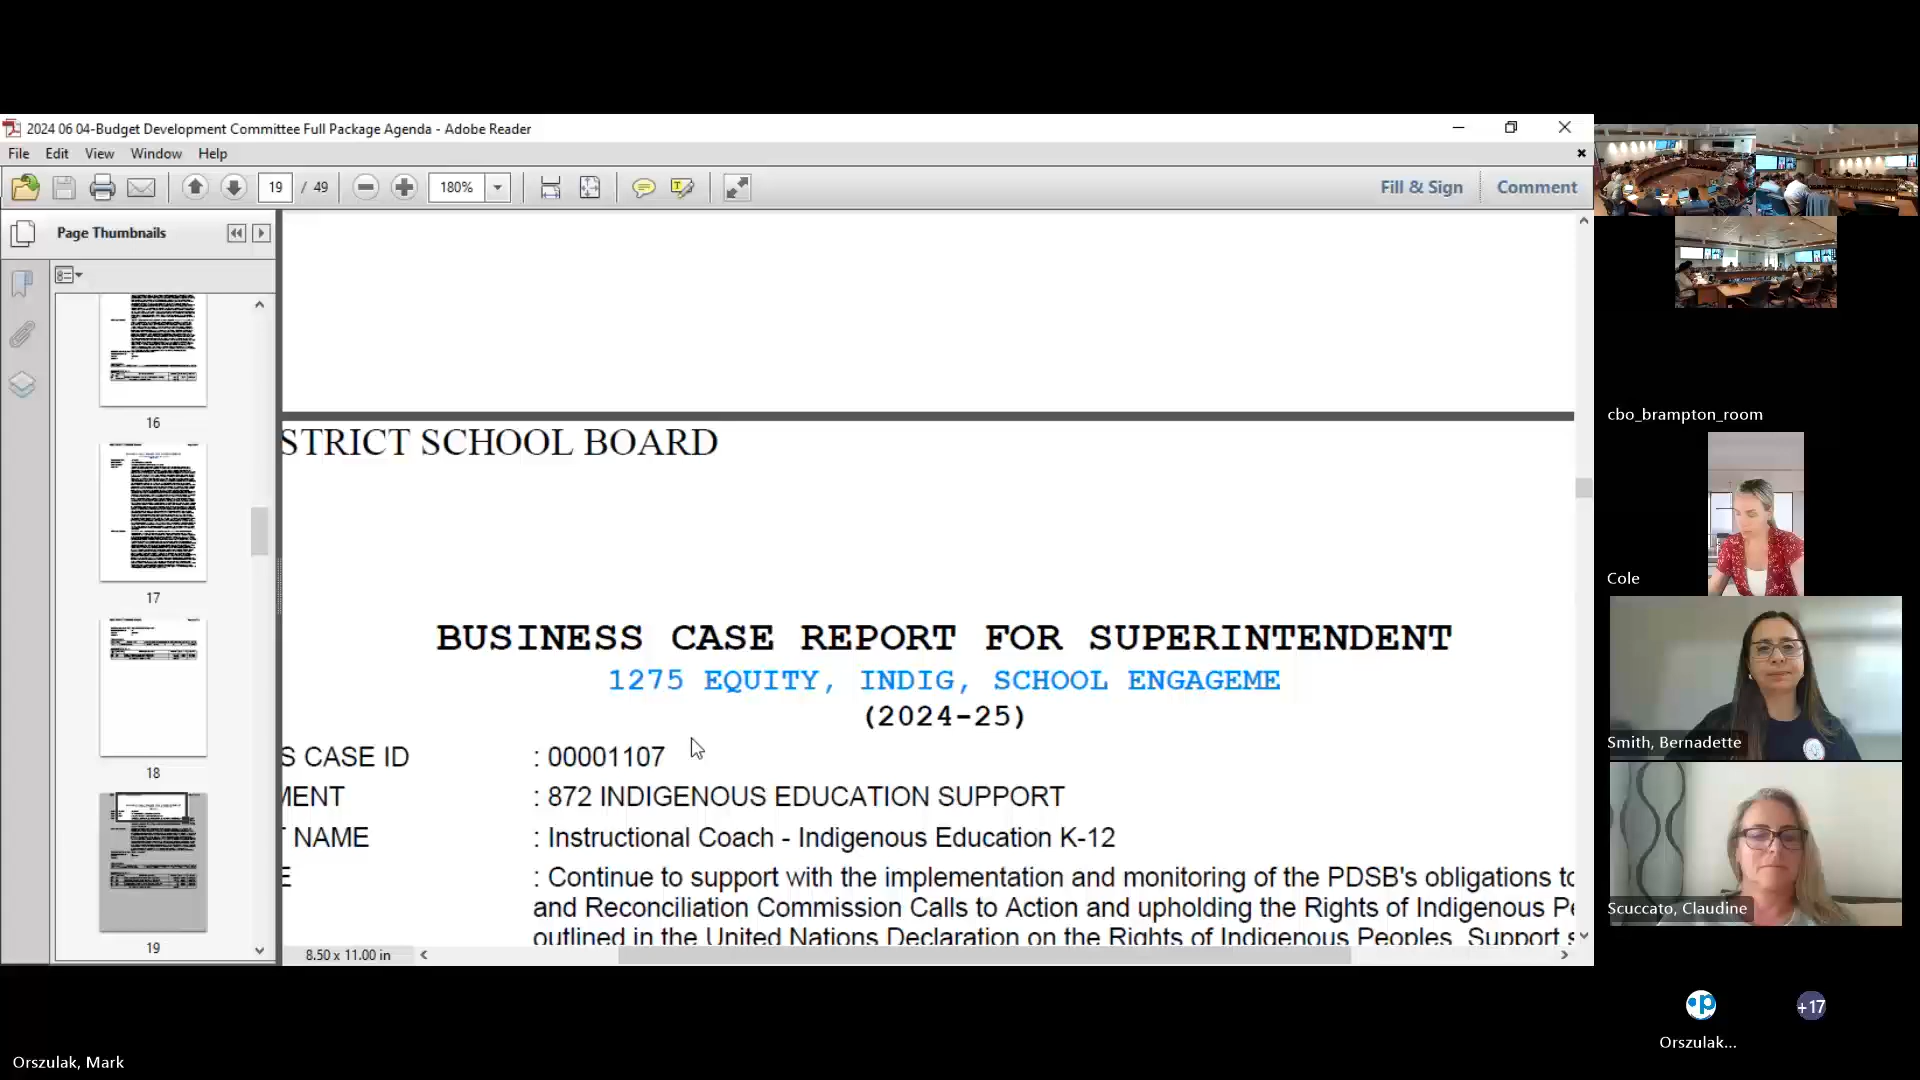 2024 06 04-Budget Development Committee Full Package Agenda - Adobe Reader
File Edit View Window Help
19 / 49
180%
Fill & Sign
Comment
Page Thumbnails
16
17
18
19
STRICT SCHOOL BOARD
BUSINESS CASE REPORT FOR SUPERINTENDENT
1275 EQUITY, INDIG, SCHOOL ENGAGEME
(2024-25)
S CASE ID : 00001107
MENT : 872 INDIGENOUS EDUCATION SUPPORT
T NAME : Instructional Coach - Indigenous Education K-12
E : Continue to support with the implementation and monitoring of the PDSB's obligations to
and Reconciliation Commission Calls to Action and upholding the Rights of Indigenous Pe
outlined in the United Nations Declaration on the Rights of Indigenous Peoples. Support s
8.50 x 11.00 in
cbo_brampton_room
Cole
Smith, Bernadette
Scuccato, Claudine
p
+17
Orszulak...
Orszulak, Mark